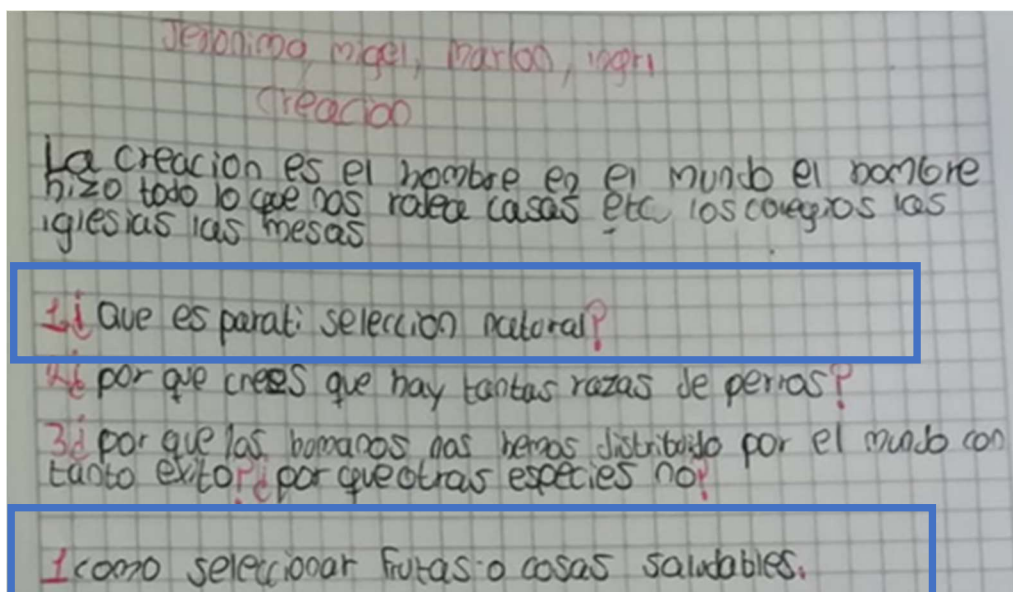 Jeronimo, migel, marlon, ingri
creacion
La creacion es el hombre en el mundo el hombre
hizo todo lo que nos rodea casas etc. los colegios las
iglesias las mesas
1¿ Que es para ti selección natural?
2¿ por que crees que hay tantas razas de perros?
3¿ por que los homanos nos hemos distribuido por el mundo con
tanto exito?¿por que otras especies no?
1 como seleccionar frutas o cosas saludables.